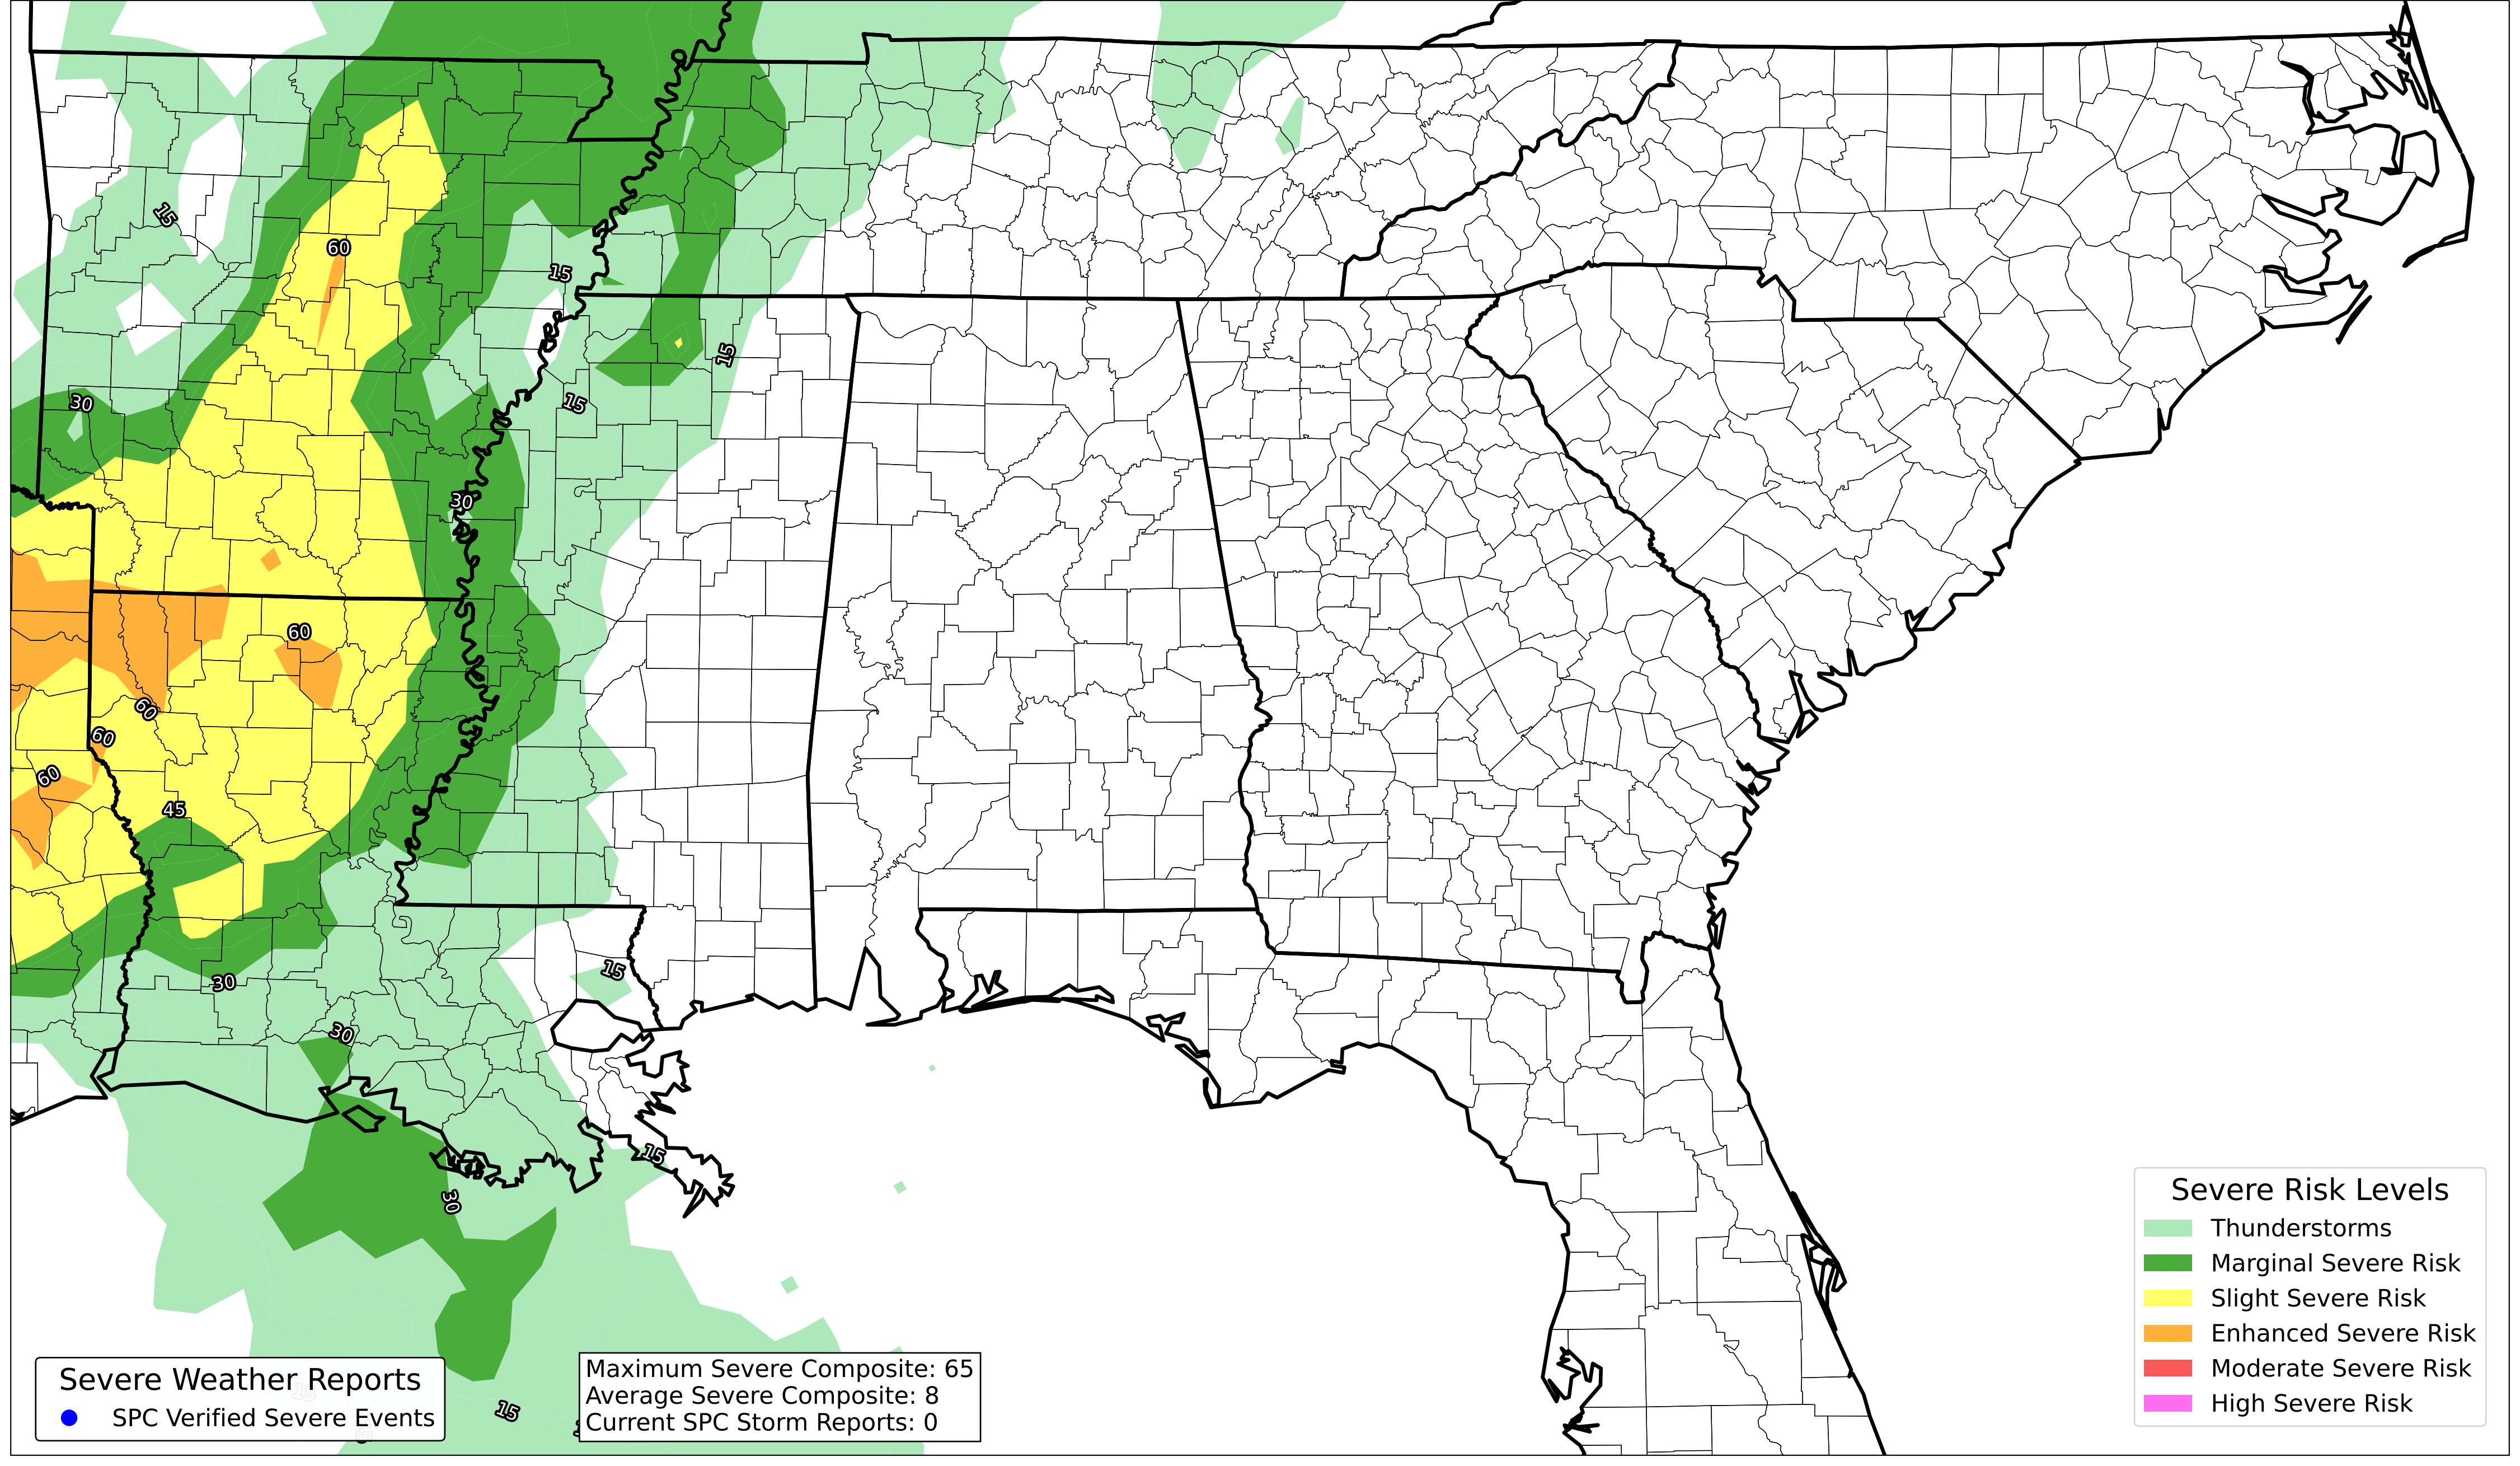 15
60
15
30
15
15
30
60
60
60
60
45
15
30
30
15
30
15
Severe Risk Levels
Thunderstorms
Marginal Severe Risk
Slight Severe Risk
Enhanced Severe Risk
Moderate Severe Risk
High Severe Risk
Severe Weather Reports
SPC Verified Severe Events
Maximum Severe Composite: 65
Average Severe Composite: 8
Current SPC Storm Reports: 0